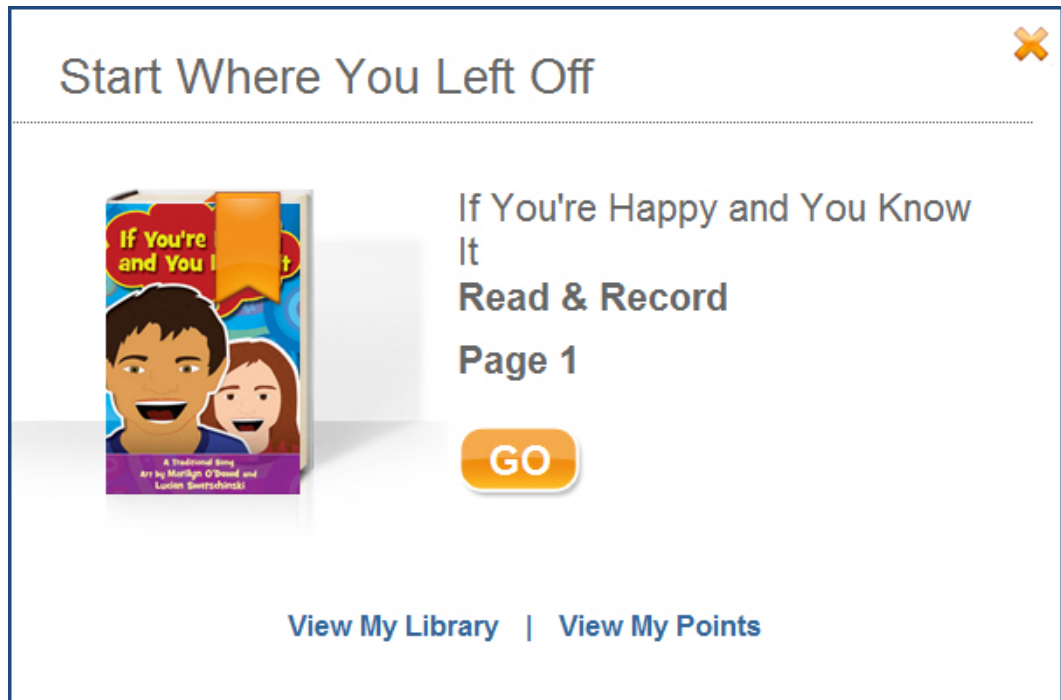 Start Where You Left Off
If You're
and You t
A Traditional Song
Art by Marilyn O'Dowd and
Lucien Swerschinski
If You're Happy and You Know
It
Read & Record
Page 1
GO
View My Library | View My Points